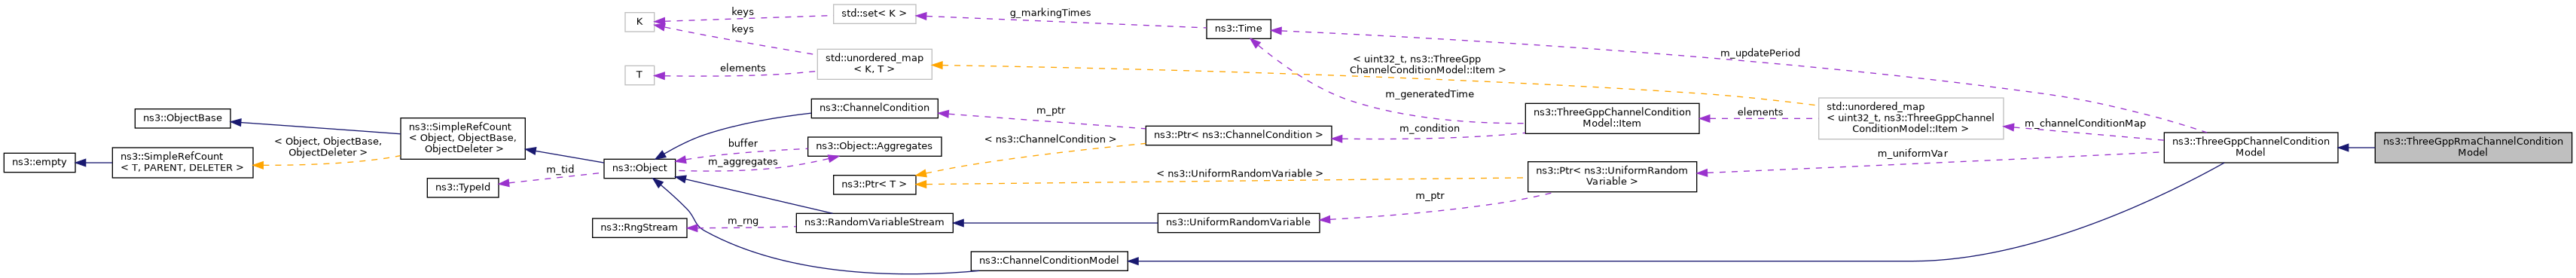 K
keys
keys
std::set< K >
g_markingTimes
ns3::Time
m_updatePeriod
T
elements
std::unordered_map
< K, T >
< uint32_t, ns3::ThreeGpp
ChannelConditionModel::Item >
m_generatedTime
ns3::ObjectBase
ns3::SimpleRefCount
< Object, ObjectBase,
ObjectDeleter >
< Object, ObjectBase,
ObjectDeleter >
ns3::empty
ns3::SimpleRefCount
< T, PARENT, DELETER >
ns3::TypeId
m_tid
ns3::Object
ns3::ChannelCondition
m_ptr
buffer
m_aggregates
ns3::Object::Aggregates
< ns3::ChannelCondition >
ns3::Ptr< T >
ns3::Ptr< ns3::ChannelCondition >
m_condition
ns3::ThreeGppChannelCondition
Model::Item
elements
std::unordered_map
< uint32_t, ns3::ThreeGppChannel
ConditionModel::Item >
m_channelConditionMap
ns3::ThreeGppChannelCondition
Model
ns3::ThreeGppRmaChannelCondition
Model
< ns3::UniformRandomVariable >
ns3::Ptr< ns3::UniformRandom
Variable >
m_uniformVar
m_ptr
ns3::RngStream
m_rng
ns3::RandomVariableStream
ns3::UniformRandomVariable
ns3::ChannelConditionModel